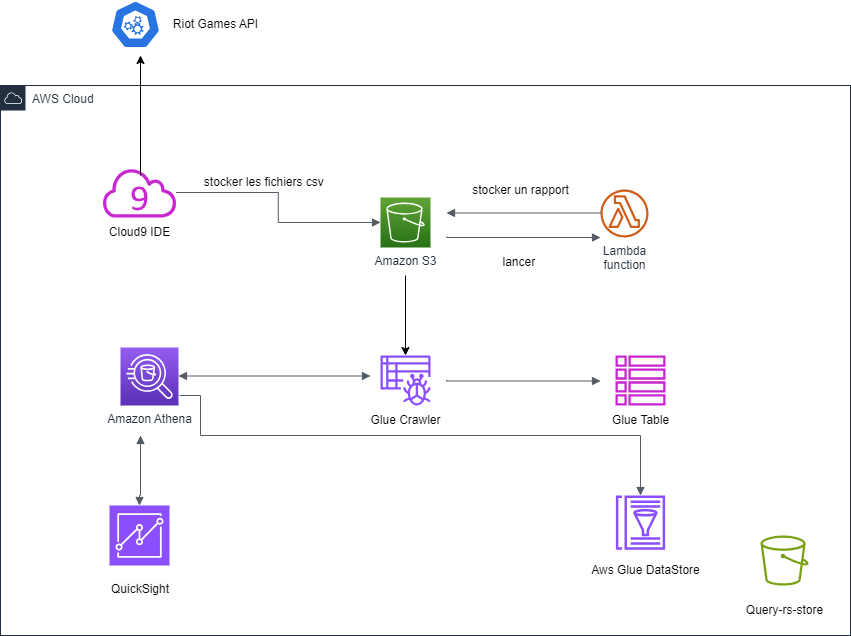 Riot Games API
AWS Cloud
9
stocker les fichiers csv
stocker un rapport
Cloud9 IDE
Amazon S3
lancer
Lambda
function
Amazon Athena
Glue Crawler
Glue Table
QuickSight
Aws Glue DataStore
Query-rs-store